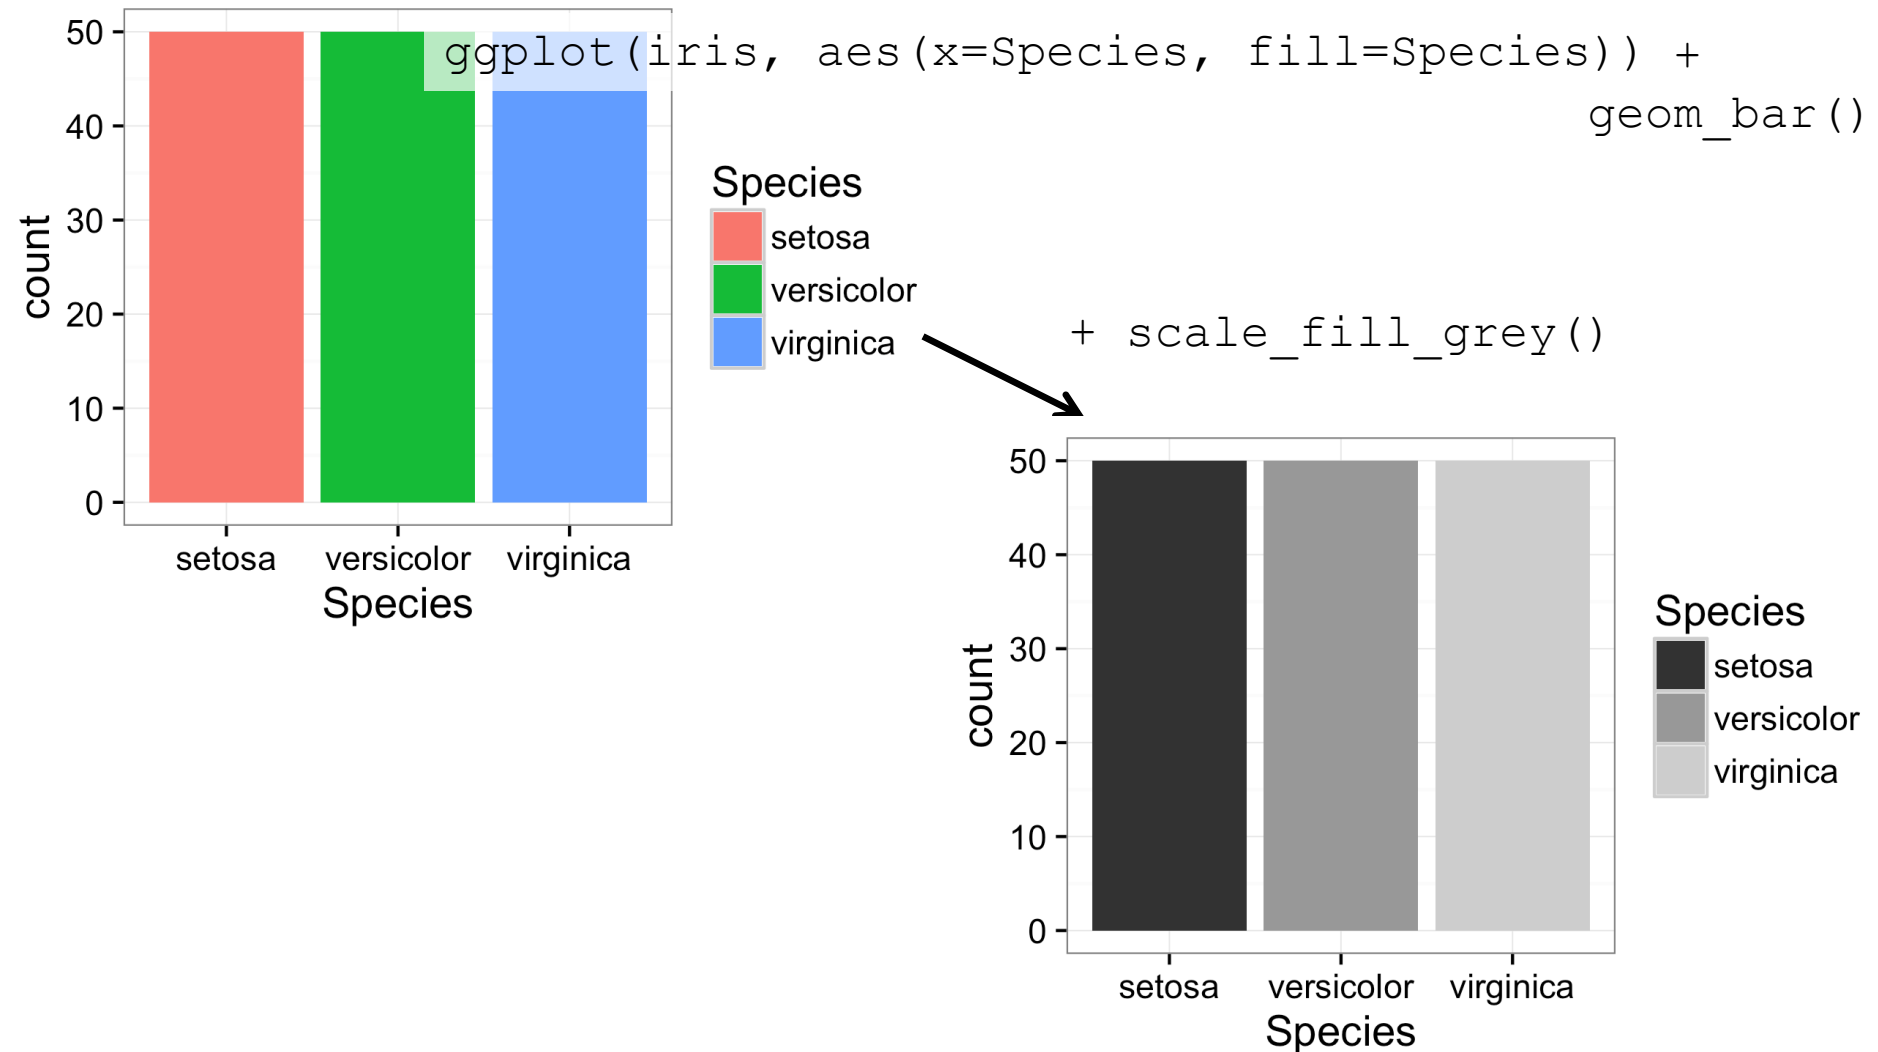 ggplot(iris, aes(x=Species, fill=Species)) +
geom_bar()
50
40
30
20
10
0
count
setosa versicolor virginica
Species
Species
setosa
versicolor
virginica
+ scale_fill_grey()
50
40
30
20
10
0
count
setosa versicolor virginica
Species
Species
setosa
versicolor
virginica